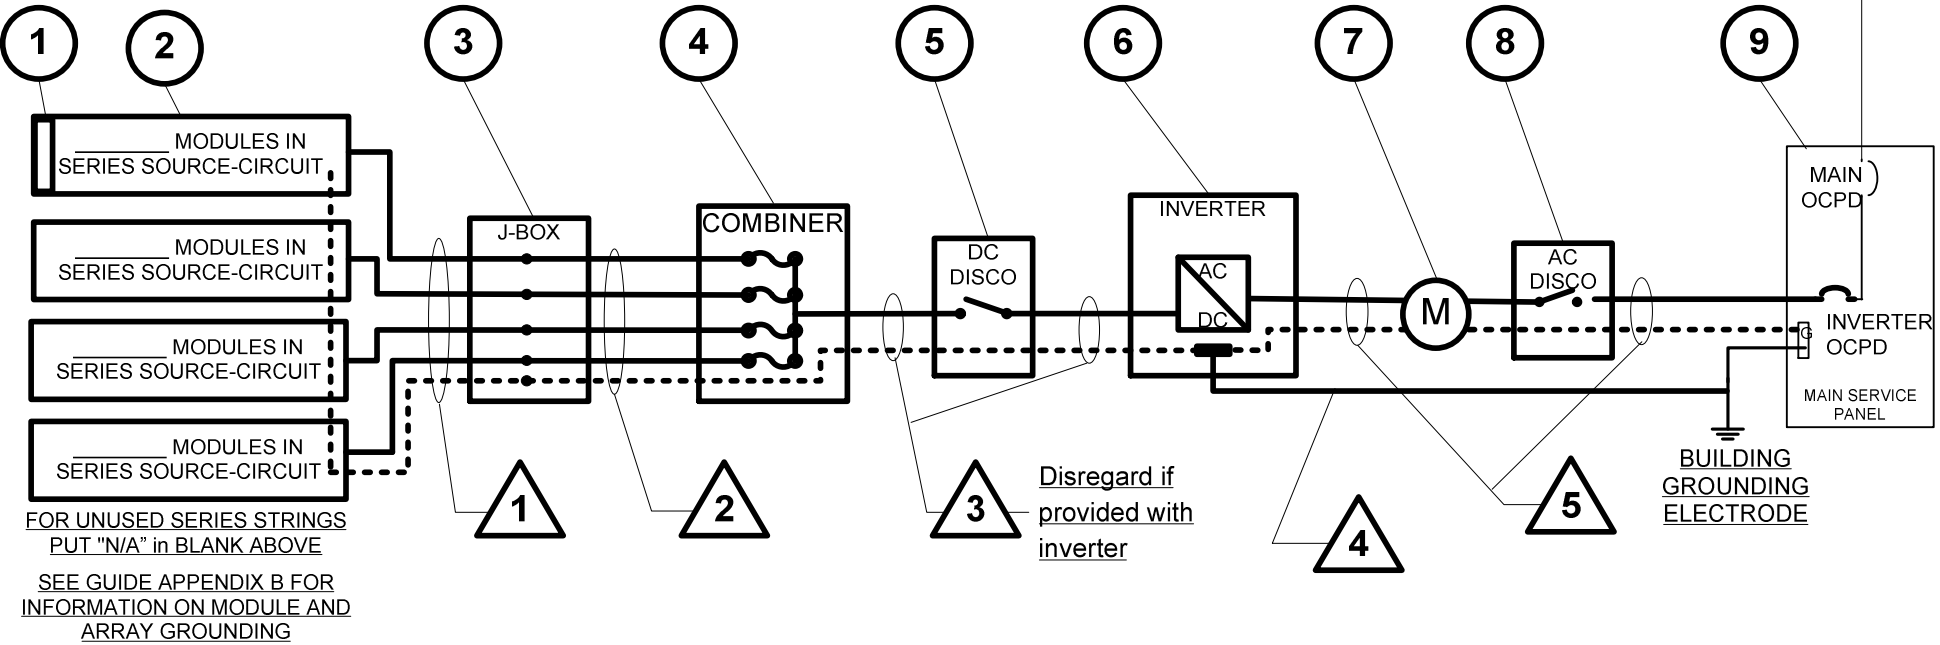 1
2
3
4
5
6
7
8
9
________ MODULES IN
SERIES SOURCE-CIRCUIT
________ MODULES IN
SERIES SOURCE-CIRCUIT
________ MODULES IN
SERIES SOURCE-CIRCUIT
________ MODULES IN
SERIES SOURCE-CIRCUIT
FOR UNUSED SERIES STRINGS
PUT "N/A” in BLANK ABOVE
SEE GUIDE APPENDIX B FOR
INFORMATION ON MODULE AND
ARRAY GROUNDING
J-BOX
COMBINER
DC
DISCO
INVERTER
AC
DC
M
AC
DISCO
MAIN
OCPD
INVERTER
OCPD
G
MAIN SERVICE
PANEL
BUILDING
GROUNDING
ELECTRODE
1
2
3
Disregard if
provided with
inverter
4
5